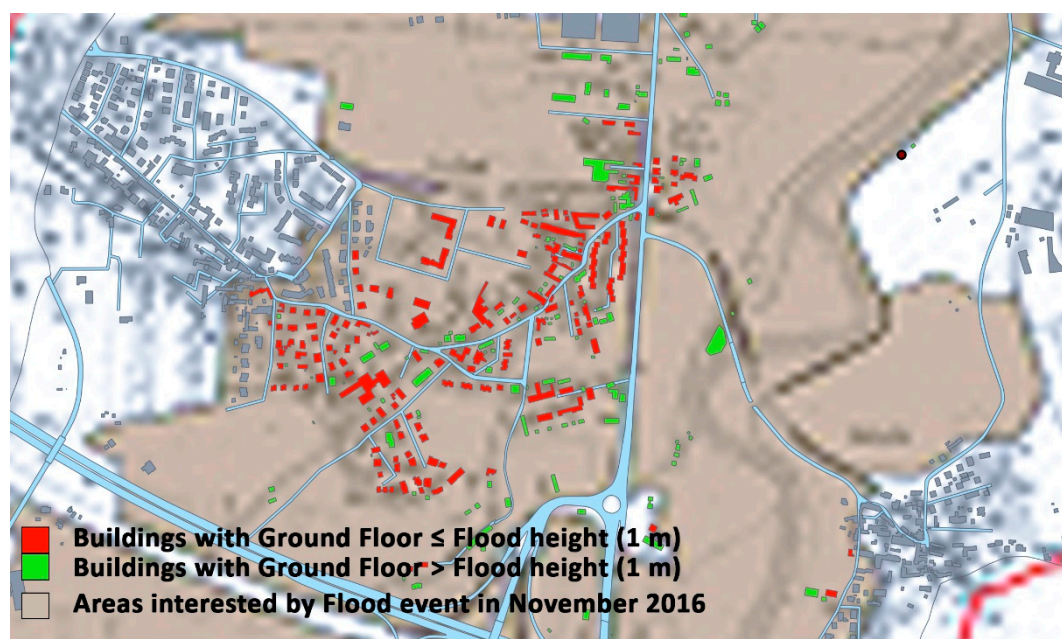 Buildings with Ground Floor ≤ Flood height (1 m)
Buildings with Ground Floor > Flood height (1 m)
Areas interested by Flood event in November 2016